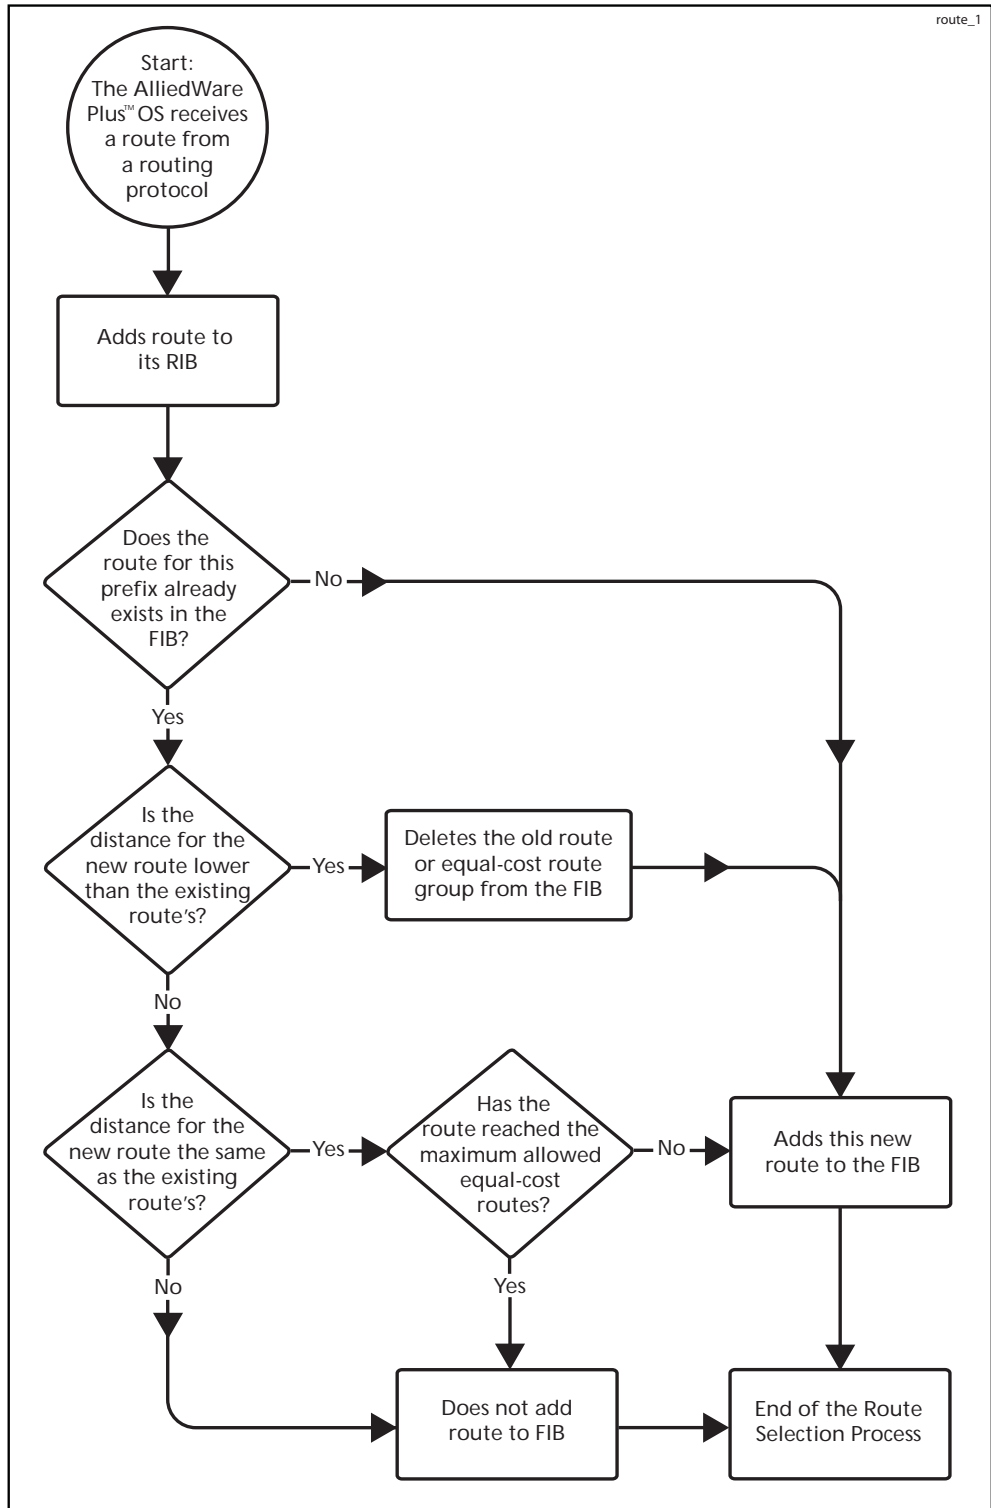 route_1
Start:
The AlliedWare
Plus™ OS receives
a route from
a routing
protocol
Adds route to
its RIB
Does the
route for this
prefix already
exists in the
FIB?
No
Yes
Is the
distance for the
new route lower
than the existing
route's?
Yes
Deletes the old route
or equal-cost route
group from the FIB
No
Is the
distance for the
new route the same
as the existing
route's?
Yes
Has the
route reached the
maximum allowed
equal-cost
routes?
No
Adds this new
route to the FIB
No
Yes
Does not add
route to FIB
End of the Route
Selection Process